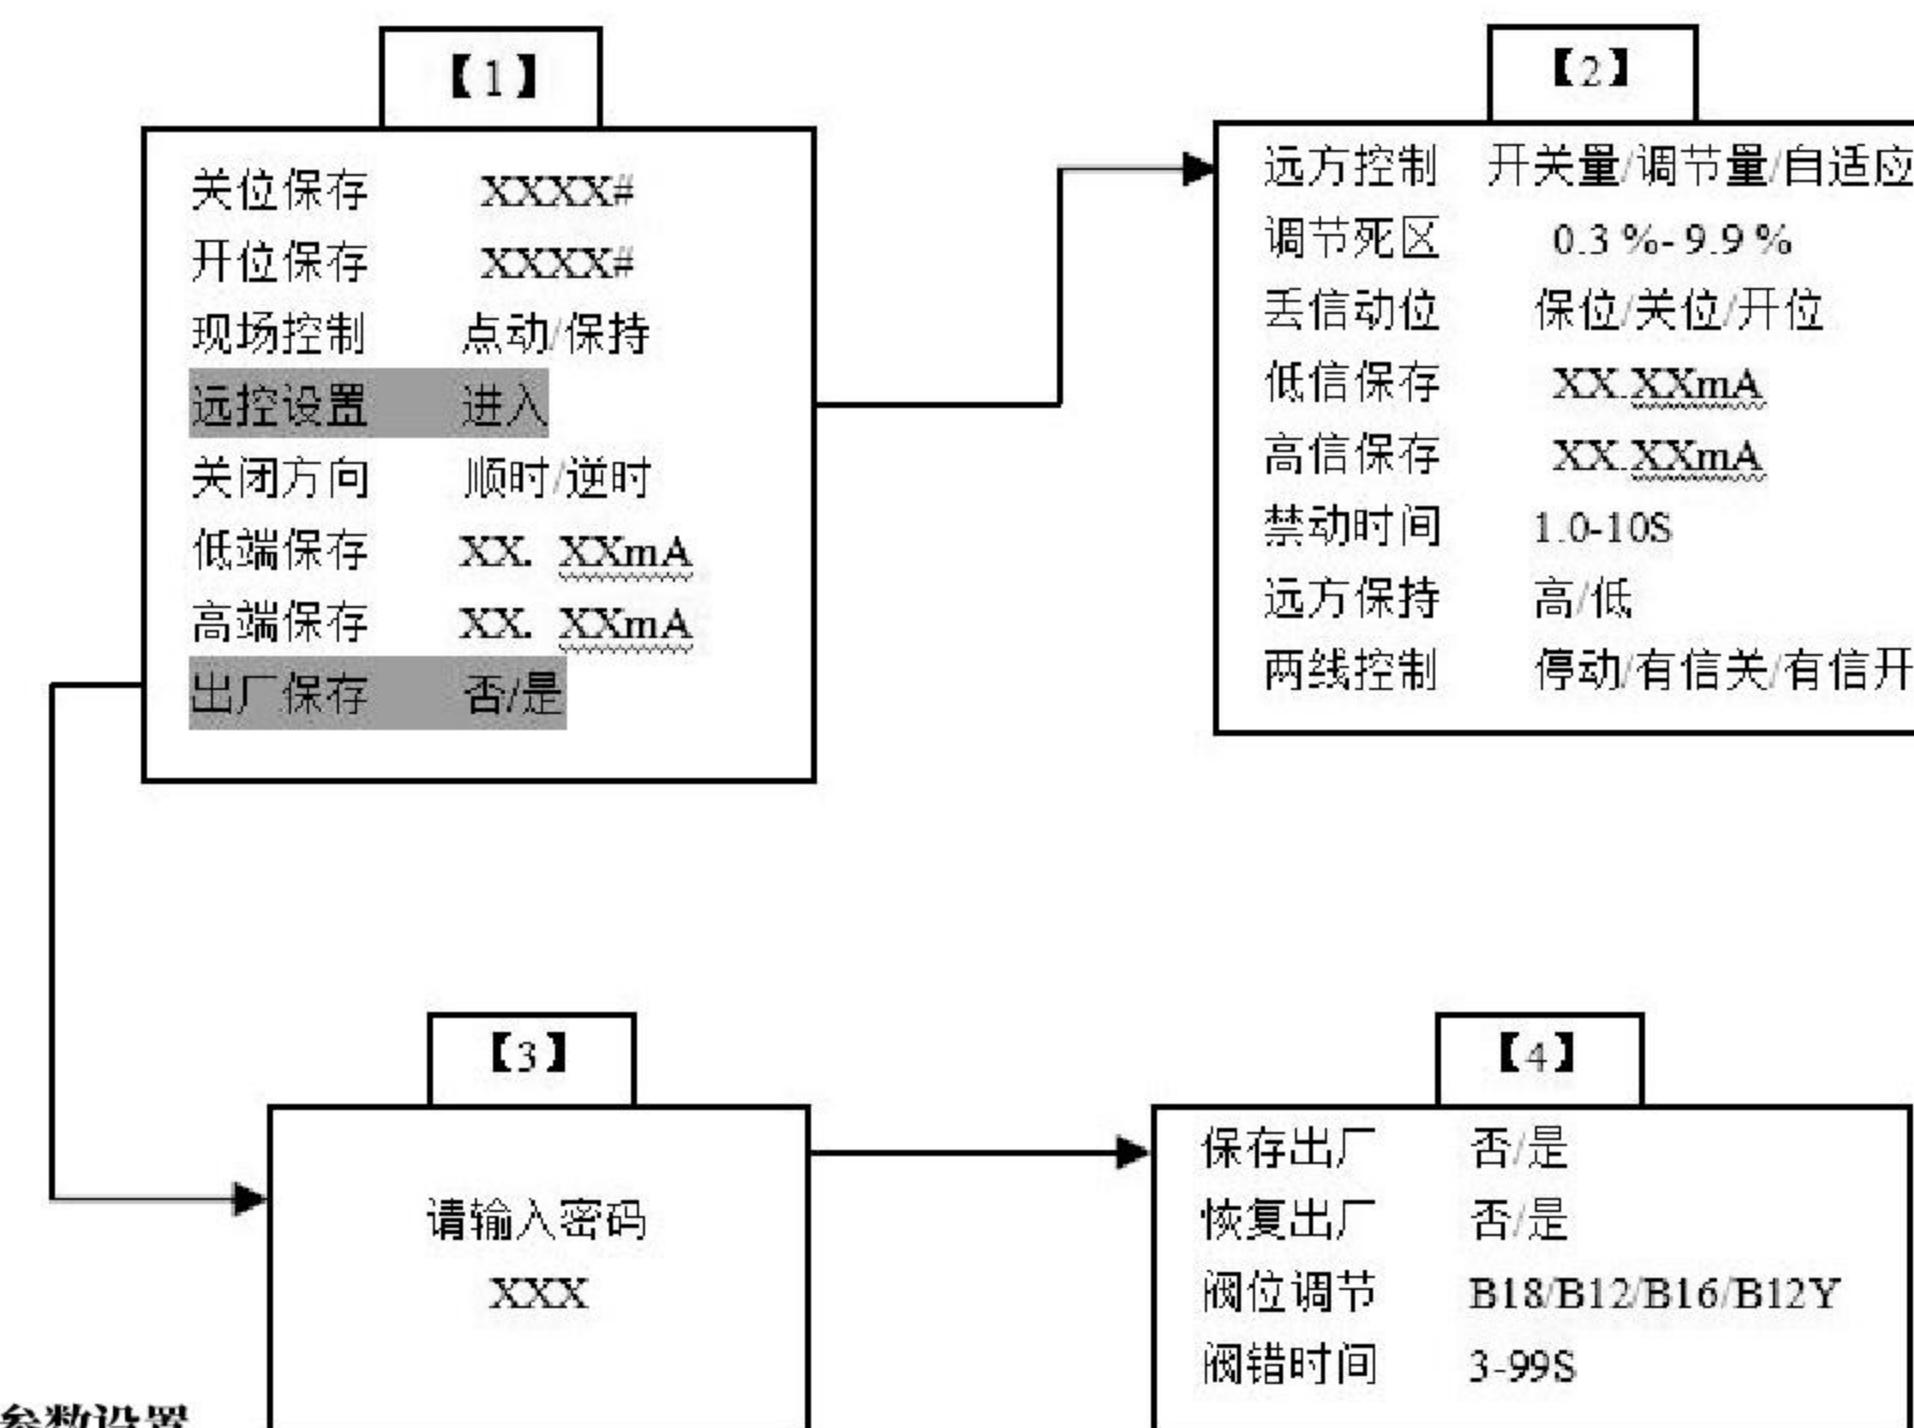 【1】
关位保存 XXXX#
开位保存 XXXX#
现场控制 点动/保持
远控设置 进入
关闭方向 顺时/逆时
低端保存 XX. XXmA
高端保存 XX. XXmA
出厂保存 否/是
【2】
远方控制 开关量/调节量/自适应
调节死区 0.3 %- 9.9 %
丢信动位 保位/关位/开位
低信保存 XX.XXmA
高信保存 XX.XXmA
禁动时间 1.0-10S
远方保持 高/低
两线控制 停动/有信关/有信开
【3】
请输入密码
XXX
【4】
保存出厂 否/是
恢复出厂 否/是
阀位调节 B18/B12/B16/B12Y
阀错时间 3-99S
参数设置